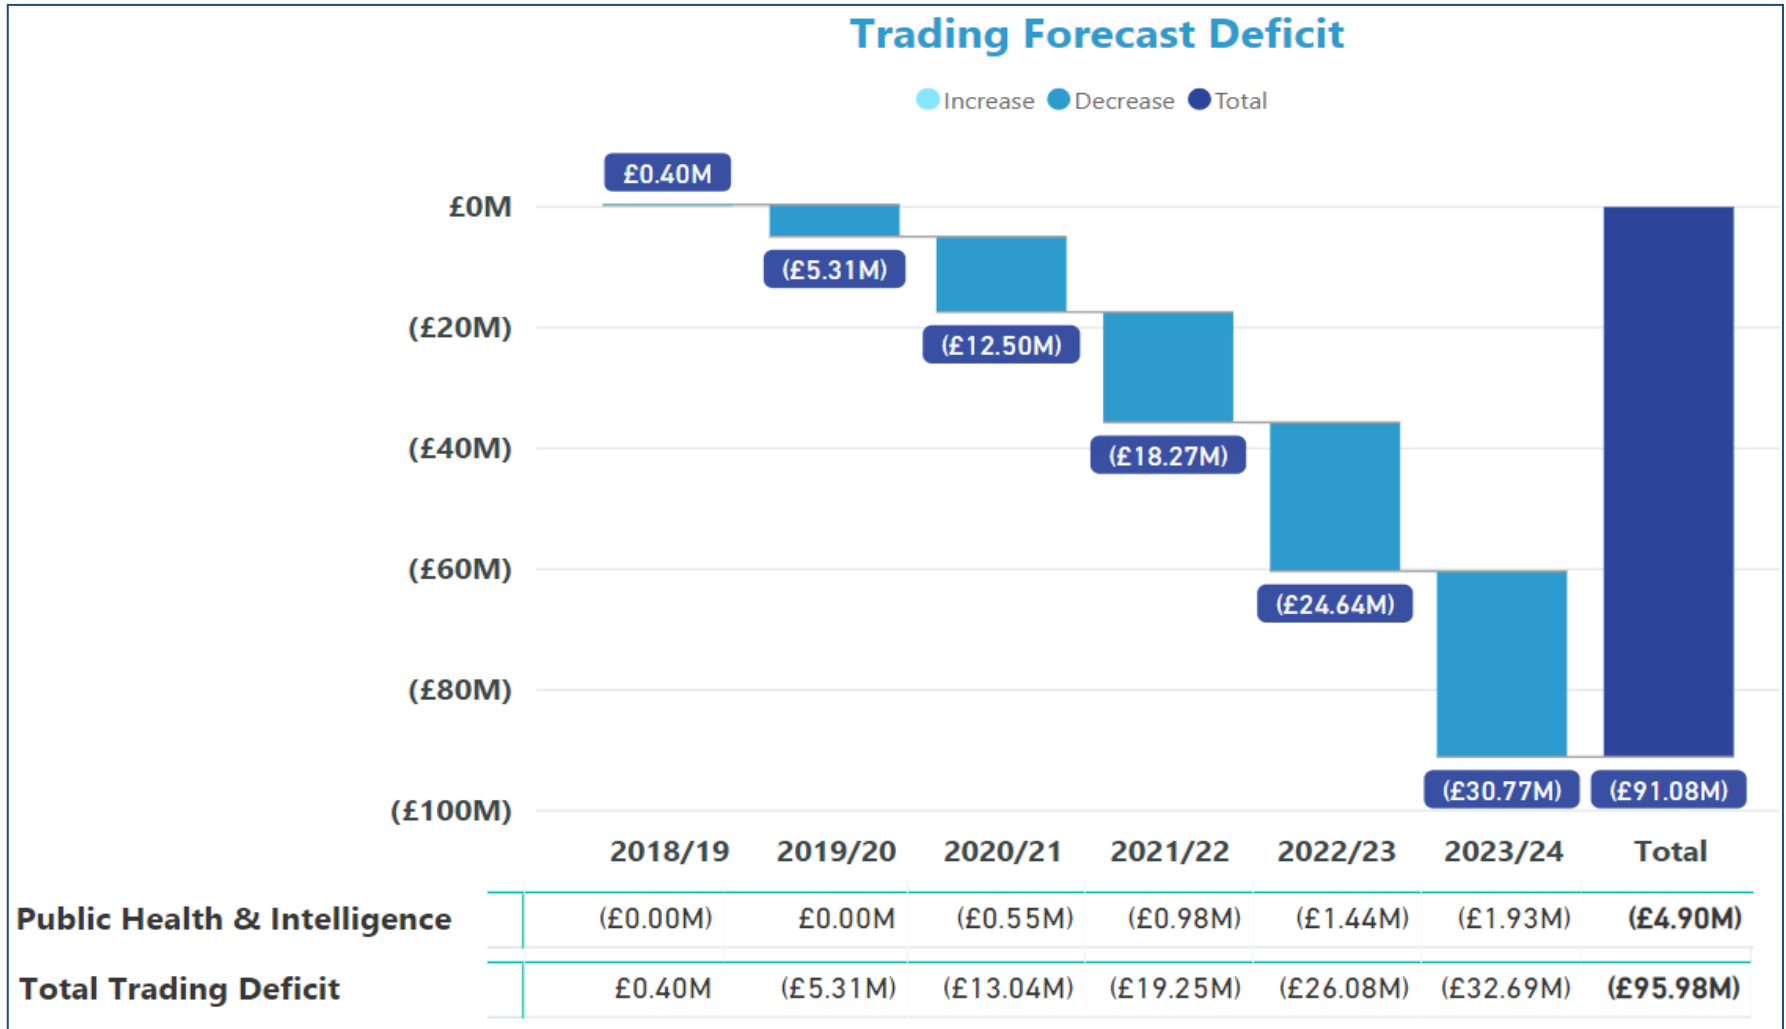 Trading Forecast Deficit
Increase Decrease Total
£0.40M
£0M
(£5.31M)
(£20M)
(£12.50M)
(£40M)
(£18.27M)
(£60M)
(£24.64M)
(£80M)
(£30.77M) (£91.08M)
(£100M)
2018/19 2019/20 2020/21 2021/22 2022/23 2023/24 Total
Public Health & Intelligence (£0.00M) £0.00M (£0.55M) (£0.98M) (£1.44M) (£1.93M) (£4.90M)
Total Trading Deficit £0.40M (£5.31M) (£13.04M) (£19.25M) (£26.08M) (£32.69M) (£95.98M)